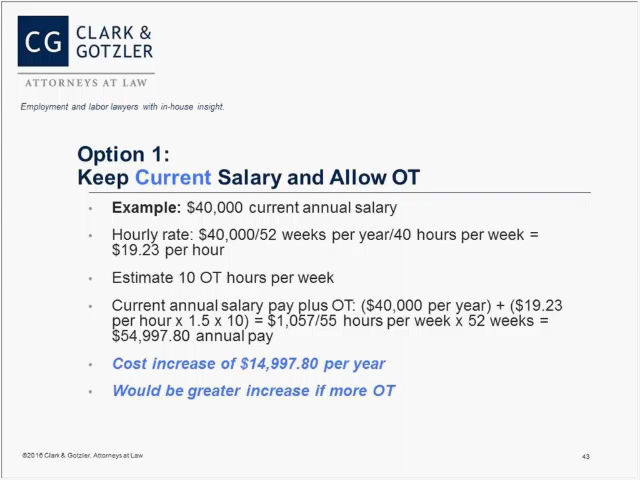 CG
CLARK &
GOTZLER
ATTORNEYS AT LAW
Employment and labor lawyers with in-house insight.
Option 1:
Keep Current Salary and Allow OT
• Example: $40,000 current annual salary
• Hourly rate: $40,000/52 weeks per year/40 hours per week =
$19.23 per hour
• Estimate 10 OT hours per week
• Current annual salary pay plus OT: ($40,000 per year) + ($19.23
per hour x 1.5 x 10) = $1,057/55 hours per week x 52 weeks =
$54,997.80 annual pay
• Cost increase of $14,997.80 per year
• Would be greater increase if more OT
©2016 Clark & Gotzler, Attorneys at Law
43